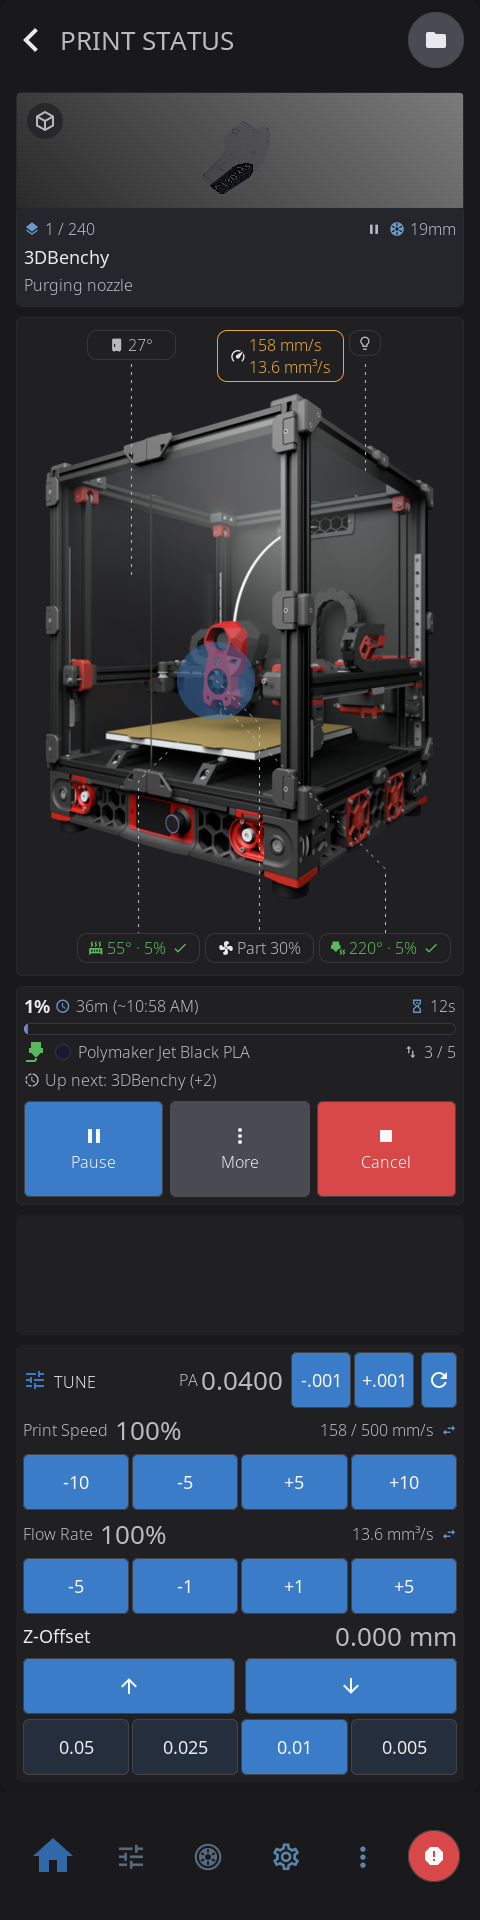 PRINT STATUS
1 / 240
19mm
3DBenchy
Purging nozzle
27°
158 mm/s
13.6 mm³/s
55° · 5%
Part 30%
220° · 5%
1% 36m (~10:58 AM)
12s
Polymaker Jet Black PLA
3 / 5
Up next: 3DBenchy (+2)
Pause
More
Cancel
TUNE
PA 0.0400
-.001
+.001
Print Speed 100%
158 / 500 mm/s
-10
-5
+5
+10
Flow Rate 100%
13.6 mm³/s
-5
-1
+1
+5
Z-Offset
0.000 mm
0.05
0.025
0.01
0.005